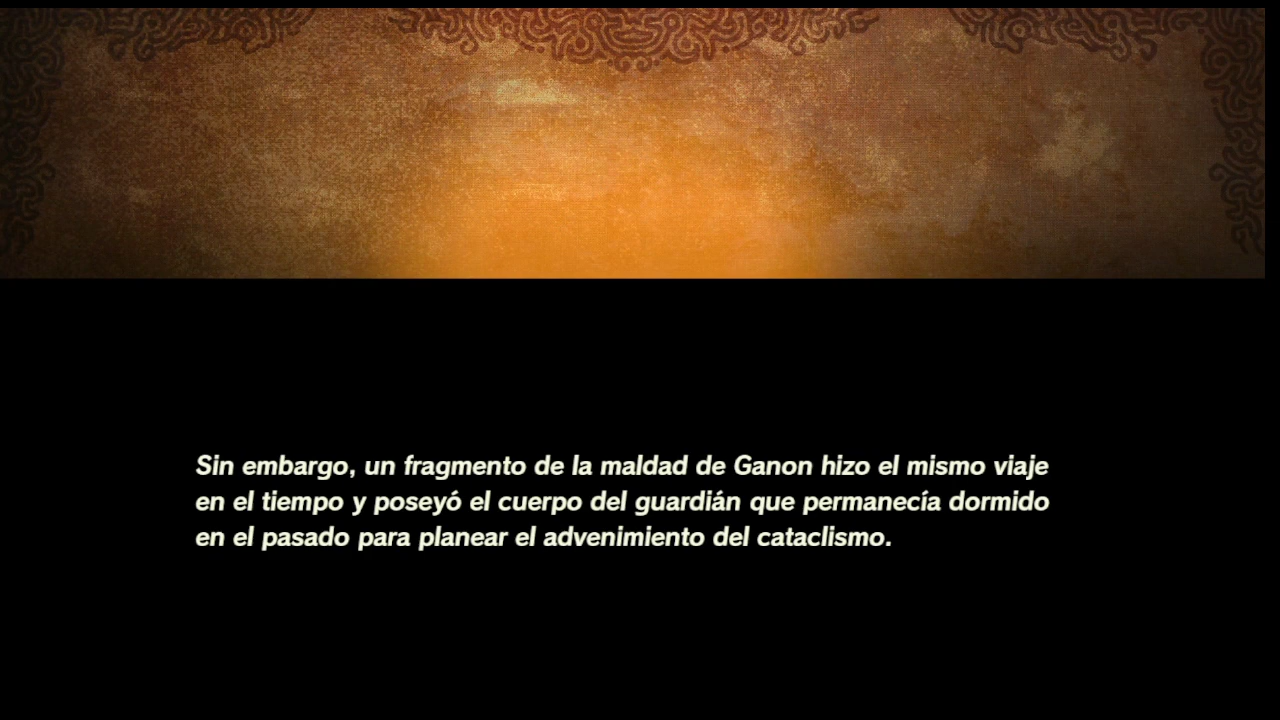 Sin embargo, un fragmento de la maldad de Ganon hizo el mismo viaje
en el tiempo y poseyó el cuerpo del guardián que permanecía dormido
en el pasado para planear el advenimiento del cataclismo.